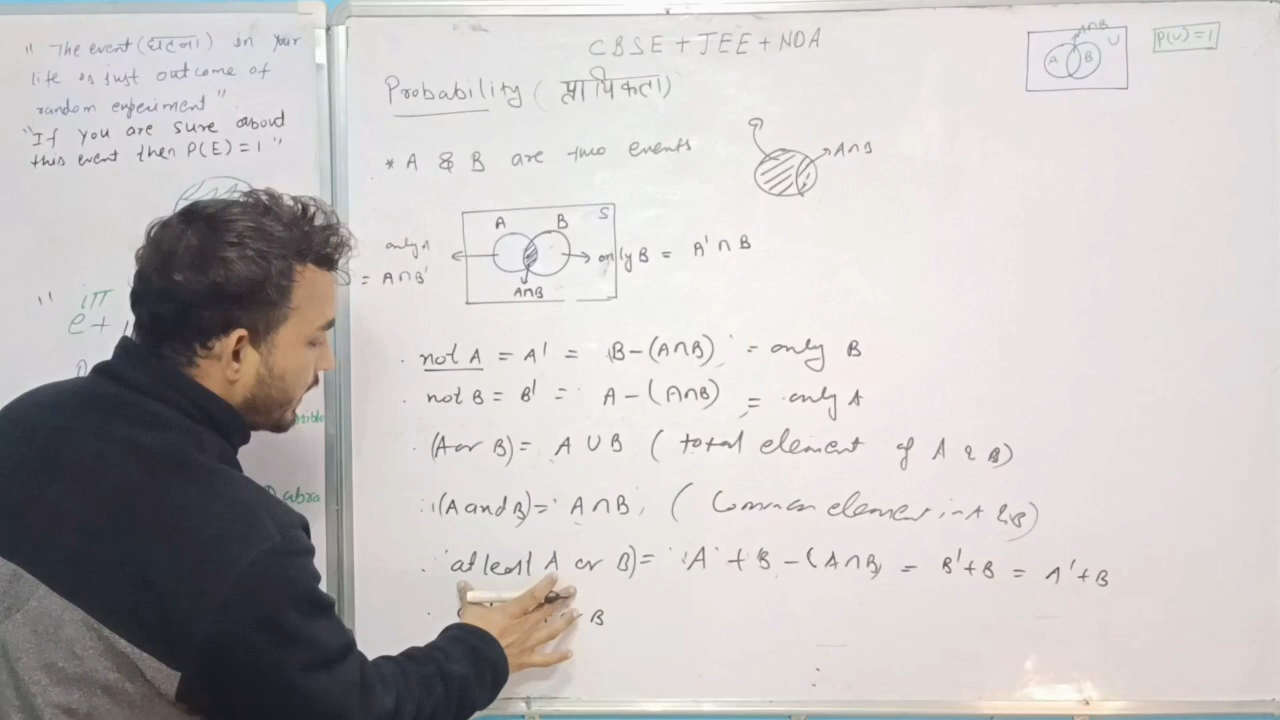 " The event (घटना) in your
life is just outcome of
random experiment"
"If you are sure about
this event then P(E)=1"
iπ
e +
abra
CBSE + JEE + NDA
Probability (प्रायिकता)
* A & B are two events
A∩B
A∩B
A B U
P(U)=1
A B S
only A
= A∩B'
only B = A' ∩ B
A∩B
not A = A' = B-(A∩B) = only B
not B = B' = A-(A∩B) = only A
(A or B) = A ∪ B ( total element of A & B)
(A and B) = A∩B, ( Common element in A & B)
at least A or B) = A + B - (A∩B) = B'+B = A'+B
B